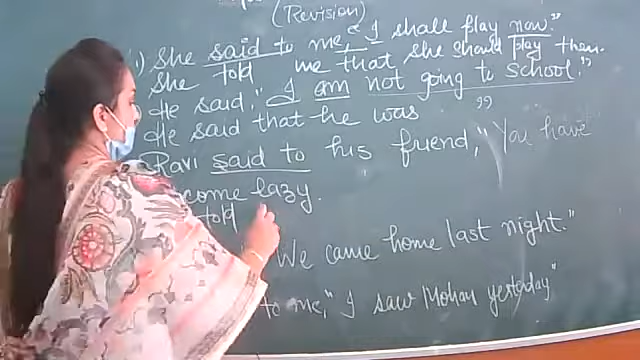 (Revision)
i) She said to me, "I shall play now."
She told me that she should play then.
He said, "I am not going to school."
He said that he was
Ravi said to his friend, "You have
come lazy.
told
We came home last night."
to me, "I saw Mohan yesterday"